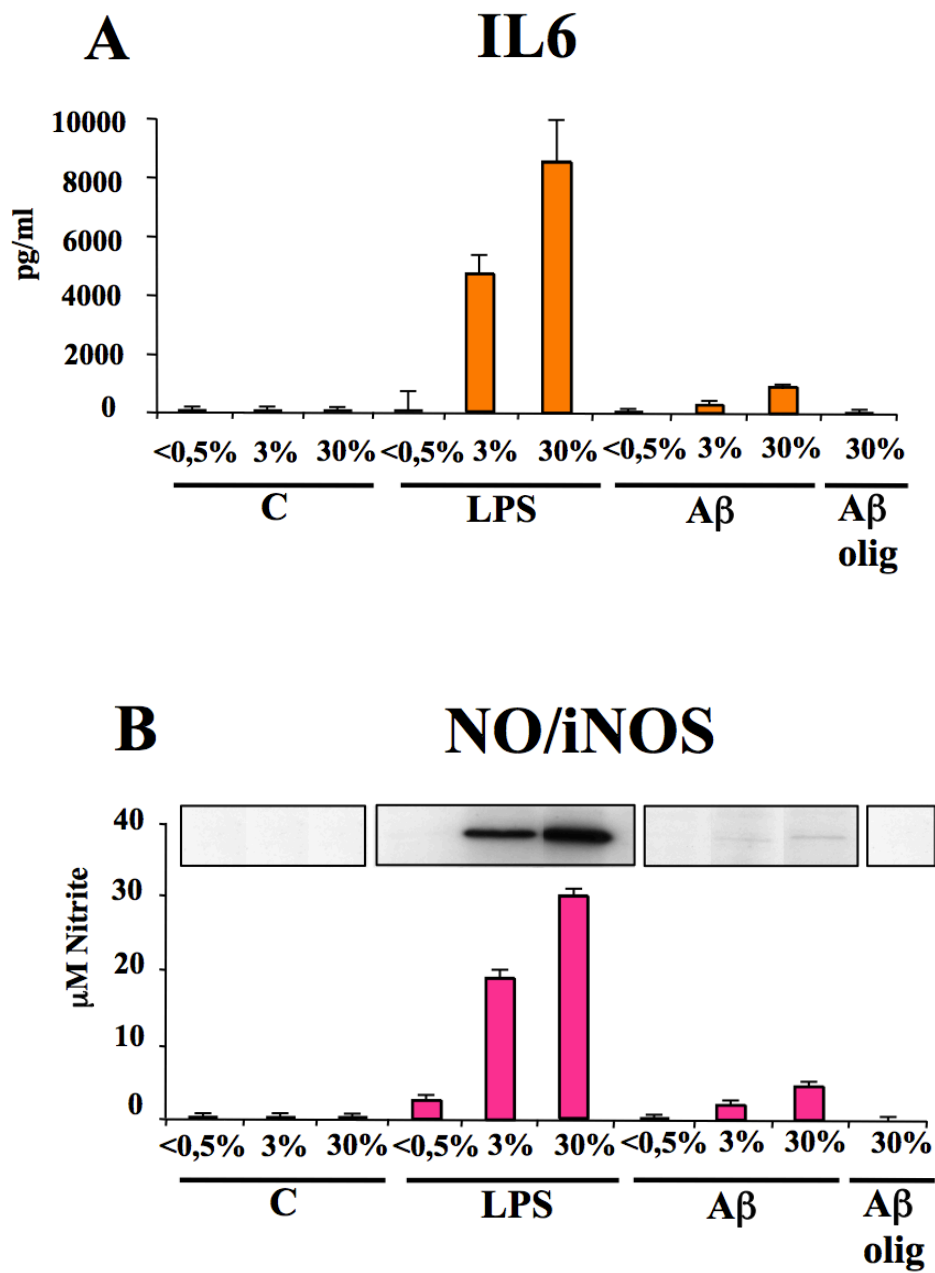 A IL6
10000
8000
6000
4000
2000
0
pg/ml
<0,5% 3% 30% <0,5% 3% 30% <0,5% 3% 30% 30%
C LPS Aβ Aβ
olig
B NO/iNOS
40
30
20
10
0
µM Nitrite
<0,5% 3% 30% <0,5% 3% 30% <0,5% 3% 30% 30%
C LPS Aβ Aβ
olig